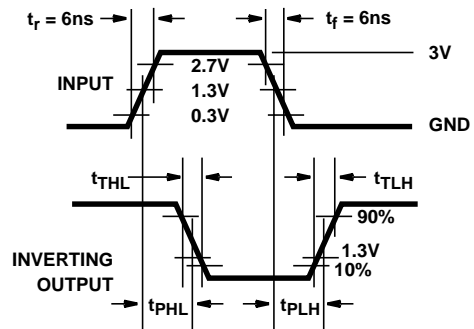 tr = 6ns
tf = 6ns
3V
INPUT
2.7V
1.3V
0.3V
GND
tTHL
tTLH
90%
INVERTING
OUTPUT
1.3V
10%
tPHL
tPLH